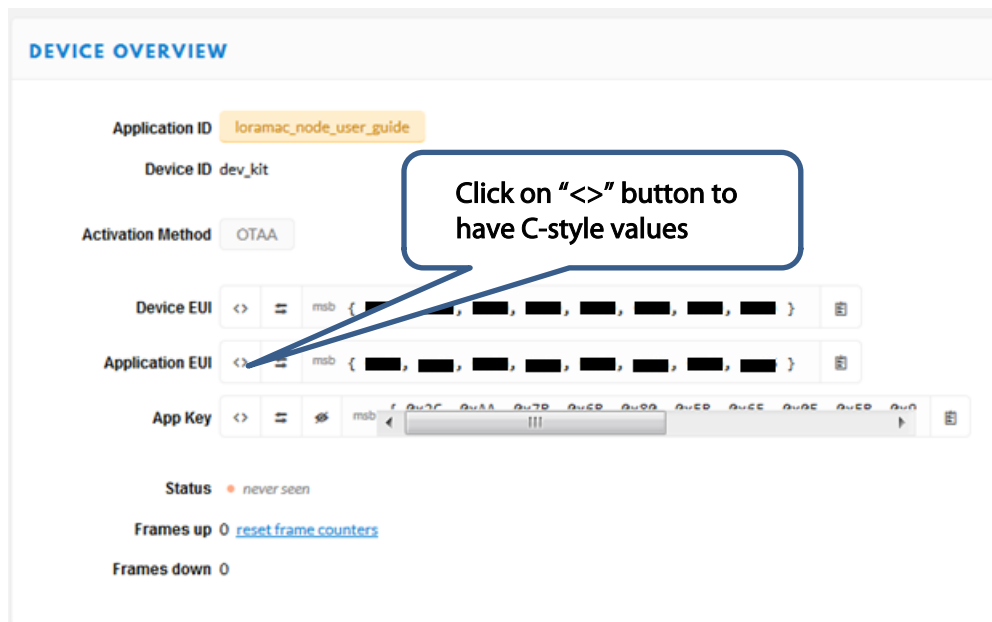 DEVICE OVERVIEW
Application ID loramac_node_user_guide
Device ID dev_kit
Click on “<>” button to
have C-style values
Activation Method OTAA
Device EUI <> msb { , , , , , , , }
Application EUI <> msb { , , , , , , , }
App Key <> msb {
Status never seen
Frames up 0 reset frame counters
Frames down 0